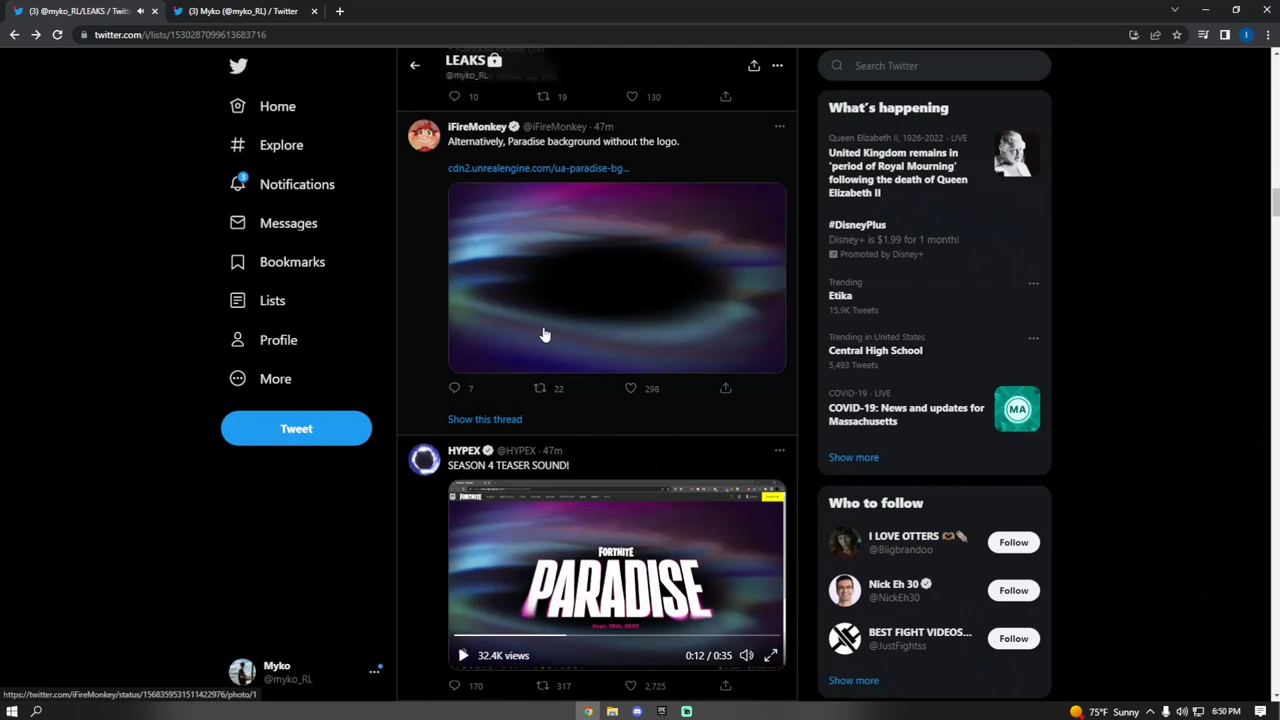 (3) @myko_RL/LEAKS / Twitt
(3) Myko (@myko_RL) / Twitter
twitter.com/i/lists/1530287099613683716
Home
Explore
3
Notifications
Messages
Bookmarks
Lists
Profile
More
Tweet
Myko
@myko_RL
https://twitter.com/iFireMonkey/status/1568359531511422976/photo/1
LEAKS
@myko_RL
10
19
130
iFireMonkey @iFireMonkey · 47m
Alternatively, Paradise background without the logo.
cdn2.unrealengine.com/ua-paradise-bg...
7
22
298
Show this thread
HYPEX @HYPEX · 47m
SEASON 4 TEASER SOUND!
FORTNITE
FORTNITE
PARADISE
32.4K views
0:12 / 0:35
170
317
2,725
Search Twitter
What's happening
Queen Elizabeth II, 1926-2022 · LIVE
United Kingdom remains in
'period of Royal Mourning'
following the death of Queen
Elizabeth II
#DisneyPlus
Disney+ is $1.99 for 1 month!
Promoted by Disney+
Trending
Etika
15.9K Tweets
Trending in United States
Central High School
5,493 Tweets
COVID-19 · LIVE
COVID-19: News and updates for
Massachusetts
MA
Show more
Who to follow
I LOVE OTTERS
@Biigbrandoo
Follow
Nick Eh 30
@NickEh30
Follow
BEST FIGHT VIDEOS...
@JustFightss
Follow
Show more
75°F Sunny
6:50 PM